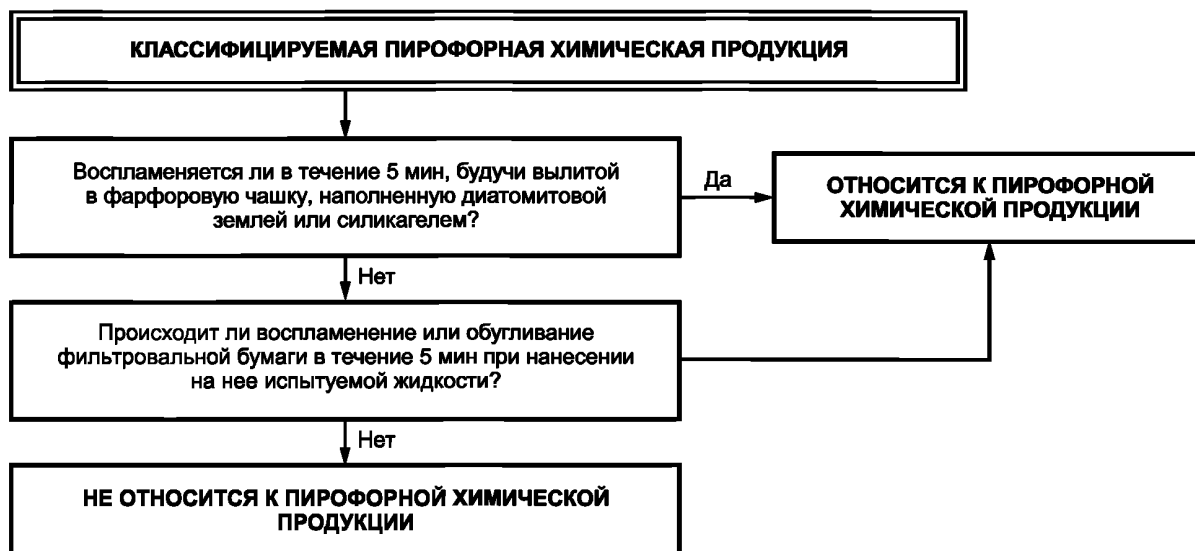 КЛАССИФИЦИРУЕМАЯ ПИРОФОРНАЯ ХИМИЧЕСКАЯ ПРОДУКЦИЯ
Воспламеняется ли в течение 5 мин, будучи вылитой
в фарфоровую чашку, наполненную диатомитовой
землей или силикагелем?
Да
ОТНОСИТСЯ К ПИРОФОРНОЙ
ХИМИЧЕСКОЙ ПРОДУКЦИИ
Нет
Происходит ли воспламенение или обугливание
фильтровальной бумаги в течение 5 мин при нанесении
на нее испытуемой жидкости?
Нет
НЕ ОТНОСИТСЯ К ПИРОФОРНОЙ ХИМИЧЕСКОЙ
ПРОДУКЦИИ